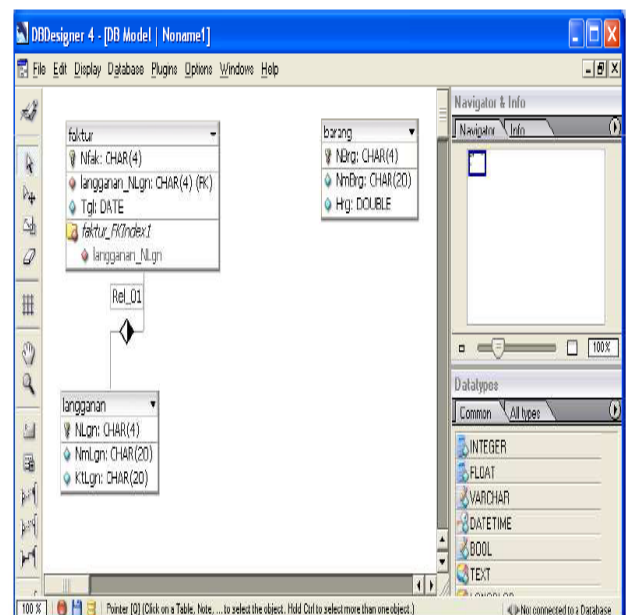 DBDesigner 4 - [DB Model | Noname1]
File Edit Display Database Plugins Options Windows Help
faktur
Nfak: CHAR(4)
langganan_NLgn: CHAR(4) (FK)
Tgl: DATE
faktur_FKIndex1
langganan_NLgn
Rel_01
langganan
NLgn: CHAR(4)
NmLgn: CHAR(20)
KtLgn: CHAR(20)
barang
NBrg: CHAR(4)
NmBrg: CHAR(20)
Hrg: DOUBLE
Navigator & Info
Navigator Info
100%
Datatypes
Common All types
INTEGER
FLOAT
VARCHAR
DATETIME
BOOL
TEXT
100 % Pointer [Q] (Click on a Table, Note, ... to select the object. Hold Ctrl to select more than one object.) Not connected to a Database